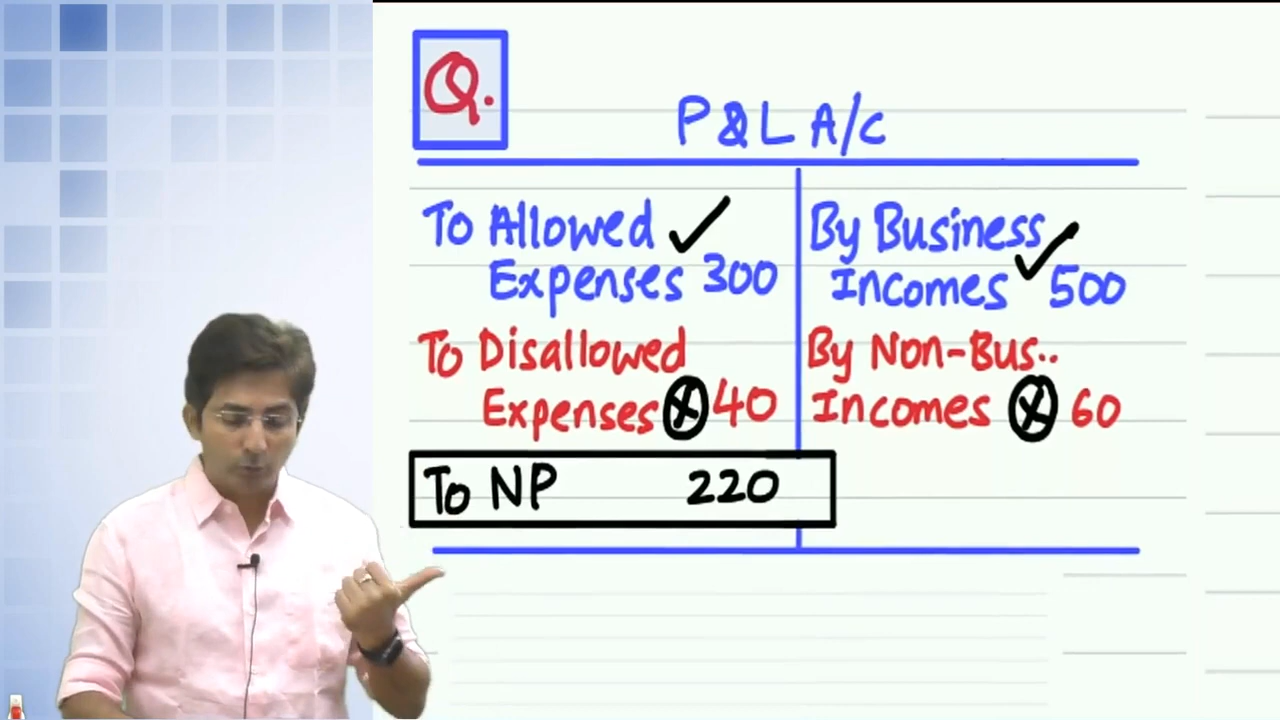 Q.
P & L A/c
To Allowed ✓
Expenses 300
By Business ✓
Incomes 500
To Disallowed
Expenses ⊗ 40
By Non-Bus..
Incomes ⊗ 60
To NP 220